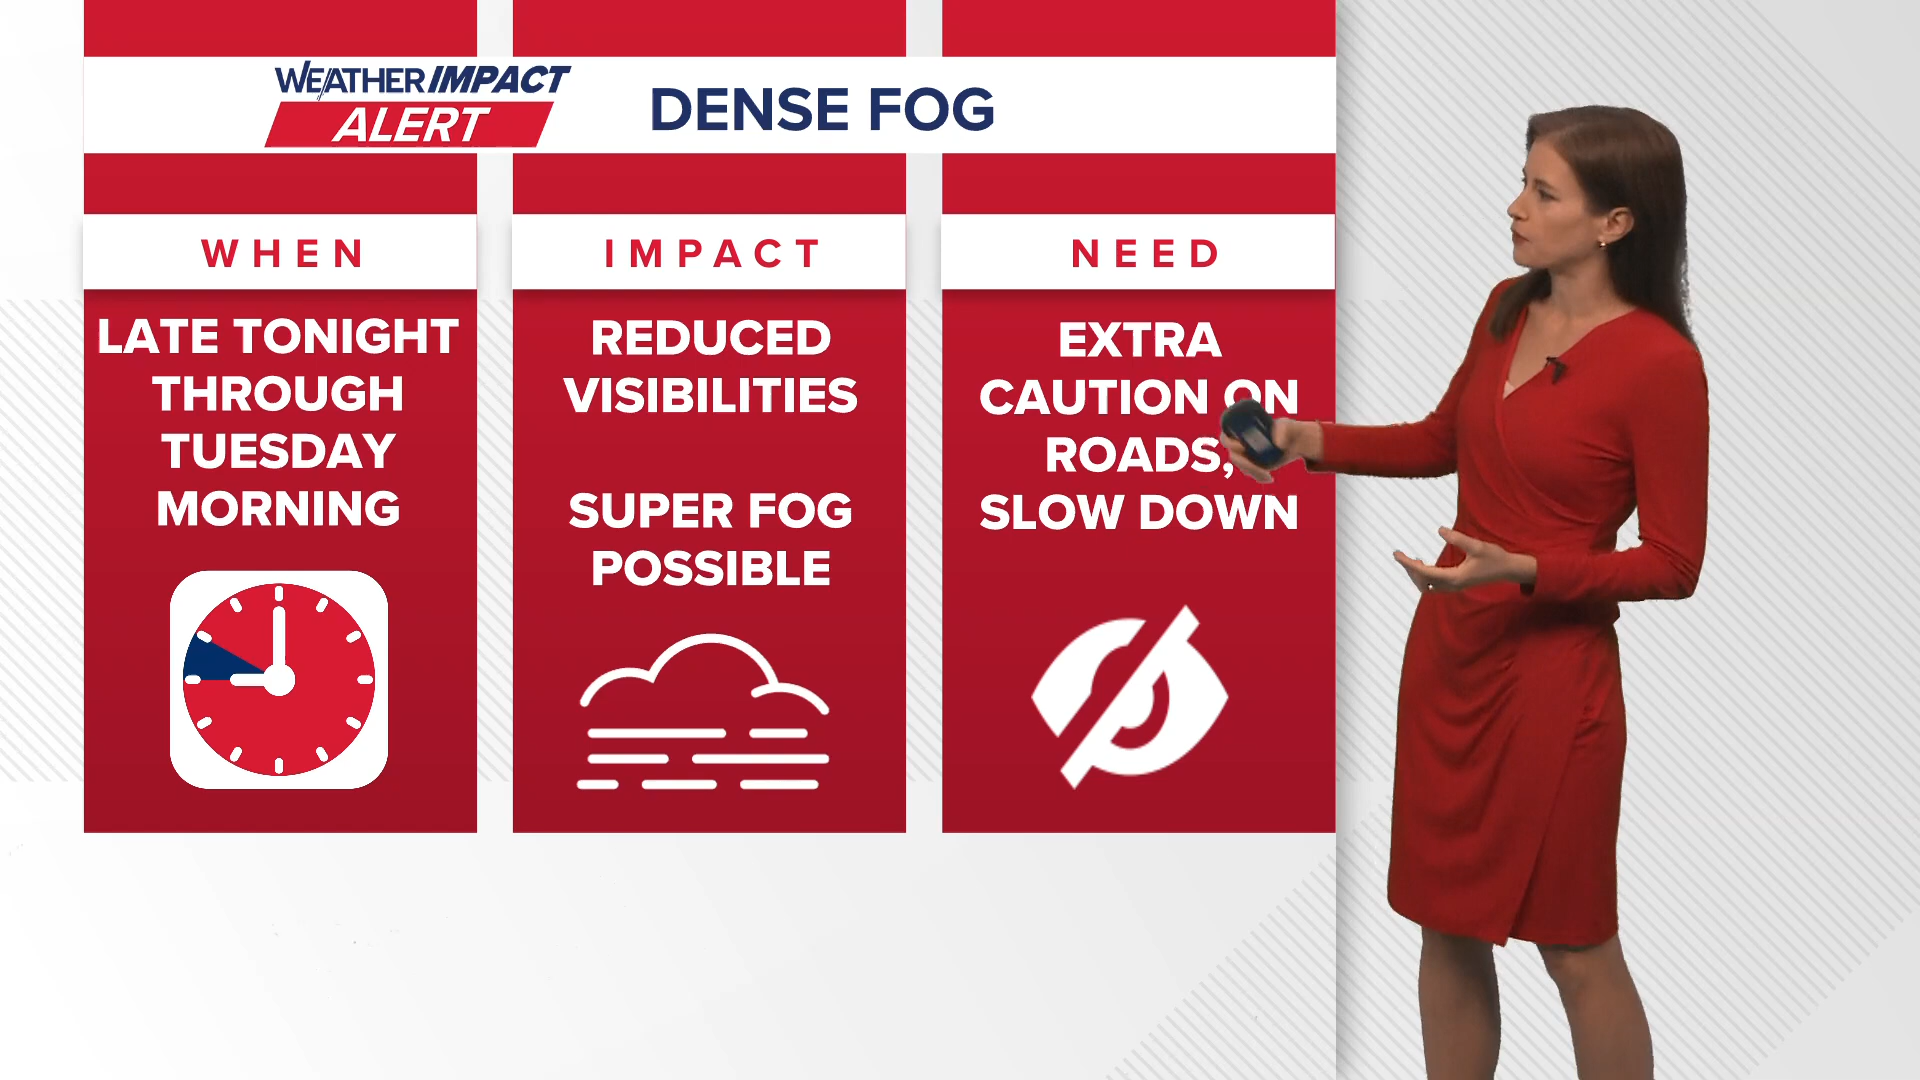 WEATHER IMPACT
ALERT
DENSE FOG
WHEN
LATE TONIGHT
THROUGH
TUESDAY
MORNING
IMPACT
REDUCED
VISIBILITIES
SUPER FOG
POSSIBLE
NEED
EXTRA
CAUTION ON
ROADS,
SLOW DOWN